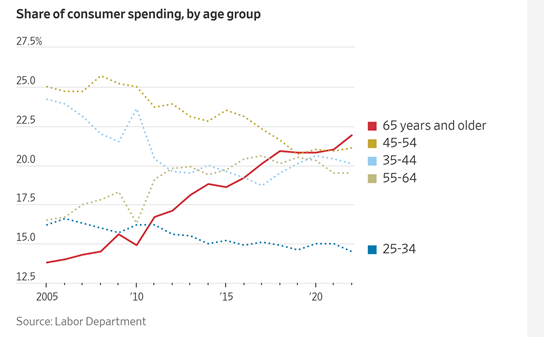 Share of consumer spending, by age group
27.5%
25.0
22.5
20.0
17.5
15.0
12.5
2005 '10 '15 '20
65 years and older
45-54
35-44
55-64
25-34
Source: Labor Department